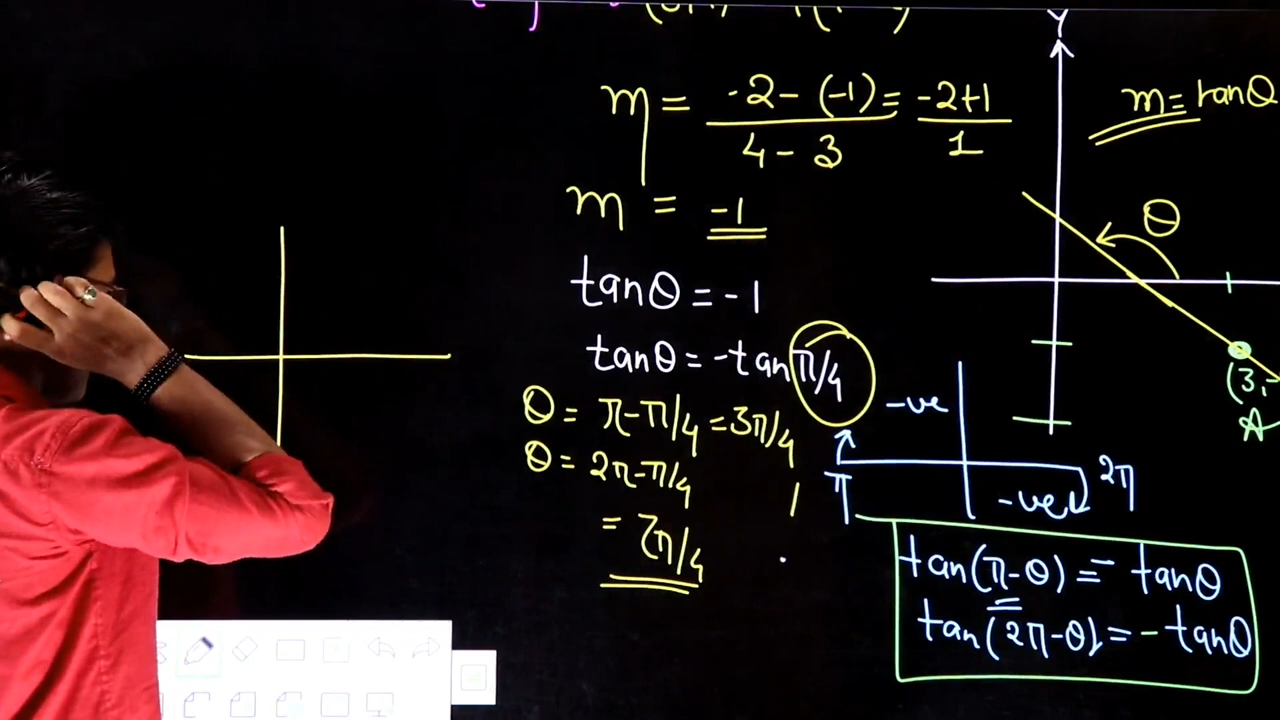 m = -2-(-1) / 4-3 = -2+1 / 1
m = -1
tanθ = -1
tanθ = -tan π/4
θ = π-π/4 = 3π/4
θ = 2π-π/4
= 7π/4
Y
m = tanθ
θ
(3,-
A
-ve
π
2π
-ve
tan(π-θ) = - tanθ
tan(2π-θ) = - tanθ